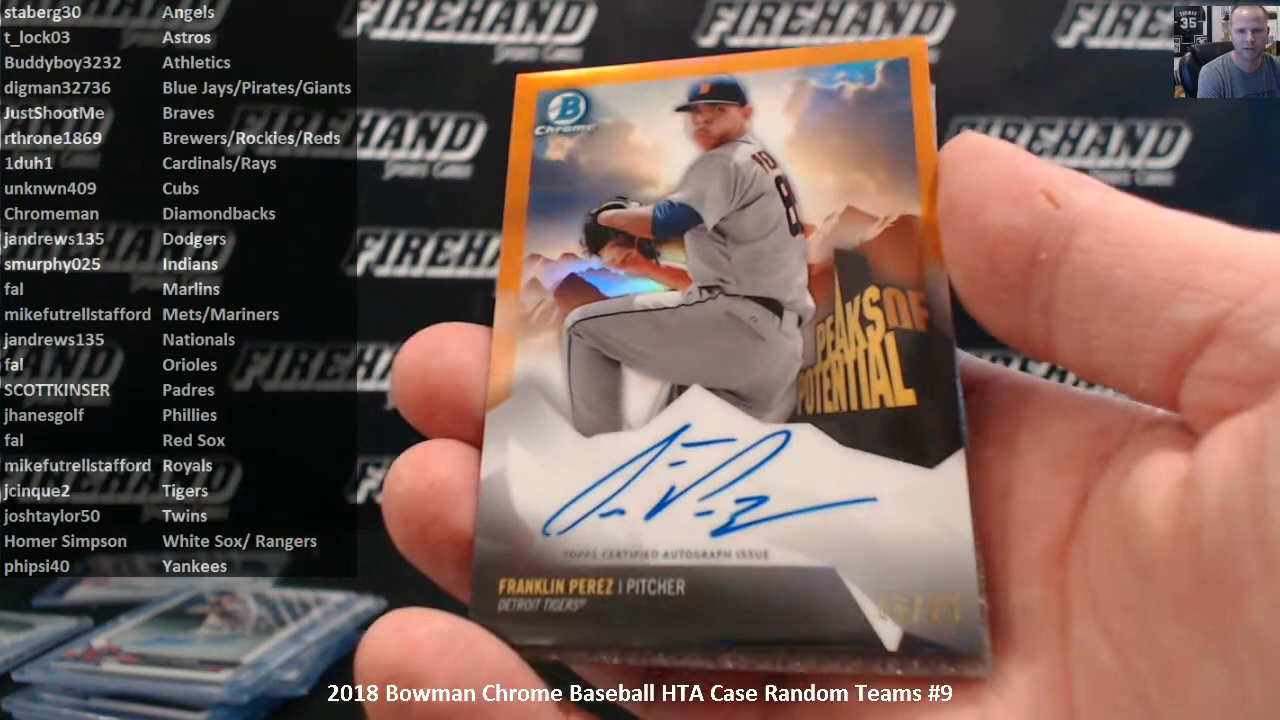 staberg30 Angels
t_lock03 Astros
Buddyboy3232 Athletics
digman32736 Blue Jays/Pirates/Giants
JustShootMe Braves
rthrone1869 Brewers/Rockies/Reds
1duh1 Cardinals/Rays
unknwn409 Cubs
Chromeman Diamondbacks
jandrews135 Dodgers
smurphy025 Indians
fal Marlins
mikefutrellstafford Mets/Mariners
jandrews135 Nationals
fal Orioles
SCOTTKINSER Padres
jhanesgolf Phillies
fal Red Sox
mikefutrellstafford Royals
jcinque2 Tigers
joshtaylor50 Twins
Homer Simpson White Sox/ Rangers
phipsi40 Yankees
FIREHAND
SPORTS CARDS
35
B
Chrome
8
PEAKS OF
POTENTIAL
TOPPS CERTIFIED AUTOGRAPH ISSUE
FRANKLIN PEREZ | PITCHER
DETROIT TIGERS
2018 Bowman Chrome Baseball HTA Case Random Teams #9